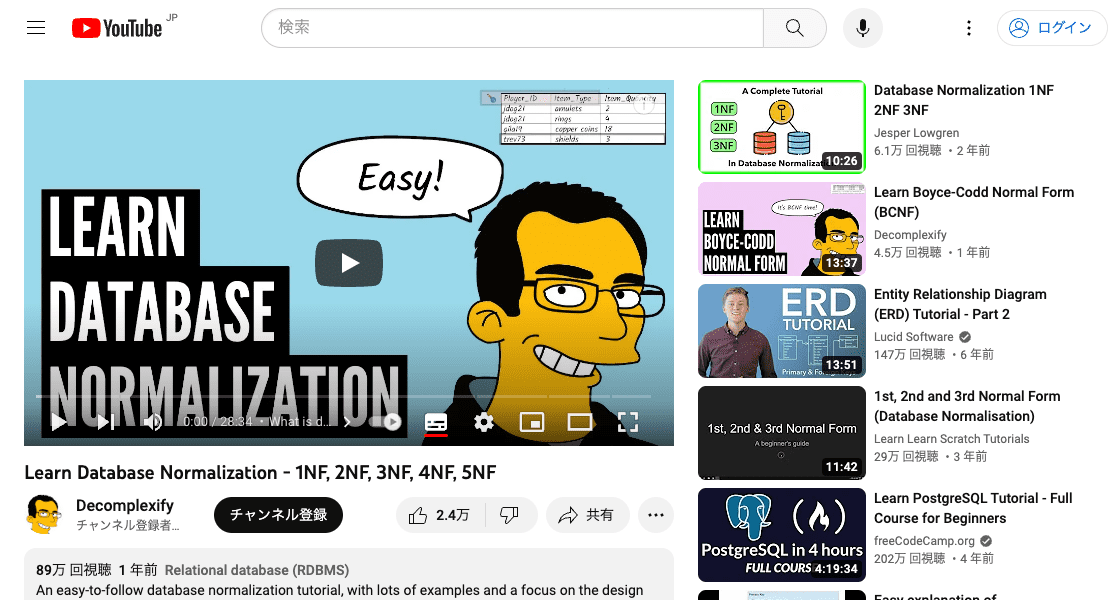 YouTube JP
検索
ログイン
Player_ID Item_Type Item_Quantity
jdog21 amulets 2
jdog21 rings 4
gila19 copper coins 18
trev73 shields 3
Easy!
LEARN
DATABASE
NORMALIZATION
0:00 / 28:34 • What is d...
Learn Database Normalization - 1NF, 2NF, 3NF, 4NF, 5NF
Decomplexify
チャンネル登録者...
チャンネル登録
2.4万
共有
89万 回視聴 1 年前 Relational database (RDBMS)
An easy-to-follow database normalization tutorial, with lots of examples and a focus on the design
A Complete Tutorial
1NF
2NF
3NF
In Database Normalizat
10:26
Database Normalization 1NF
2NF 3NF
Jesper Lowgren
6.1万 回視聴 • 2 年前
It's BCNF time!
LEARN
BOYCE-CODD
NORMAL FORM
13:37
Learn Boyce-Codd Normal Form
(BCNF)
Decomplexify
4.5万 回視聴 • 1 年前
ERD
TUTORIAL
Primary & Fo
13:51
Entity Relationship Diagram
(ERD) Tutorial - Part 2
Lucid Software
147万 回視聴 • 6 年前
1st, 2nd & 3rd Normal Form
A beginner's guide
11:42
1st, 2nd and 3rd Normal Form
(Database Normalisation)
Learn Learn Scratch Tutorials
29万 回視聴 • 3 年前
PostgreSQL in 4 hours
FULL COURS
4:19:34
Learn PostgreSQL Tutorial - Full
Course for Beginners
freeCodeCamp.org
202万 回視聴 • 4 年前
Easy explanation of